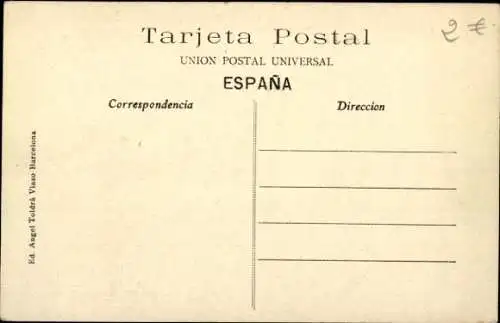 Tarjeta Postal
2 €
UNION POSTAL UNIVERSAL
ESPAÑA
Correspondencia
Direccion
Ed. Angel Toldrá Viazo-Barcelona